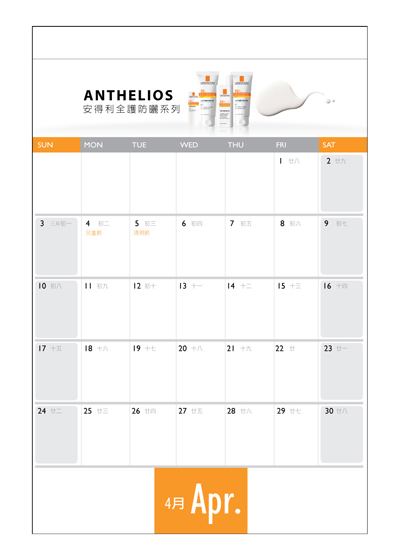 ANTHELIOS
安得利全護防曬系列
SUN MON TUE WED THU FRI SAT
1 廿八 2 廿九
3 三月初一 4 初二 5 初三 6 初四 7 初五 8 初六 9 初七
兒童節 清明節
10 初八 11 初九 12 初十 13 十一 14 十二 15 十三 16 十四
17 十五 18 十六 19 十七 20 十八 21 十九 22 廿 23 廿一
24 廿二 25 廿三 26 廿四 27 廿五 28 廿六 29 廿七 30 廿八
4月 Apr.